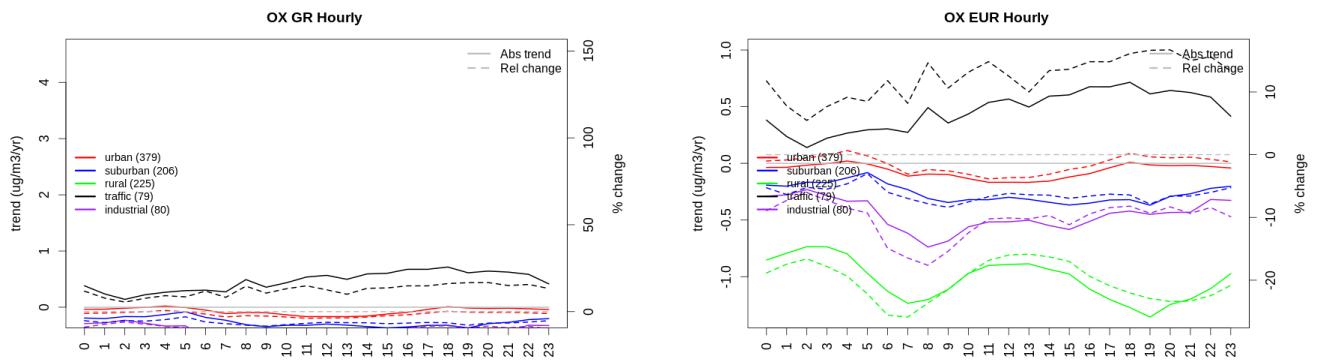 OX GR Hourly
trend (ug/m3/yr)
0 1 2 3 4
Abs trend
Rel change
urban (379)
suburban (206)
rural (225)
traffic (79)
industrial (80)
0 50 100 150
% change
0 1 2 3 4 5 6 7 8 9 10 11 12 13 14 15 16 17 18 19 20 21 22 23
OX EUR Hourly
trend (ug/m3/yr)
-1.0 -0.5 0.0 0.5 1.0
Abs trend
Rel change
urban (379)
suburban (206)
rural (225)
traffic (79)
industrial (80)
-20 -10 0 10
% change
0 1 2 3 4 5 6 7 8 9 10 11 12 13 14 15 16 17 18 19 20 21 22 23